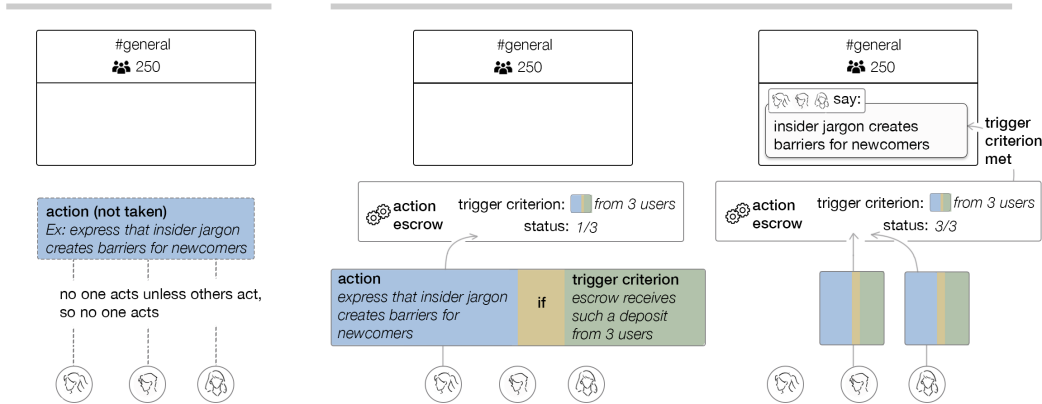 #general
250
action (not taken)
Ex: express that insider jargon
creates barriers for newcomers
no one acts unless others act,
so no one acts
#general
250
action
escrow
trigger criterion: from 3 users
status: 1/3
action
express that insider jargon
creates barriers for
newcomers
if
trigger criterion
escrow receives
such a deposit
from 3 users
#general
250
say:
insider jargon creates
barriers for newcomers
trigger
criterion
met
action
escrow
trigger criterion: from 3 users
status: 3/3